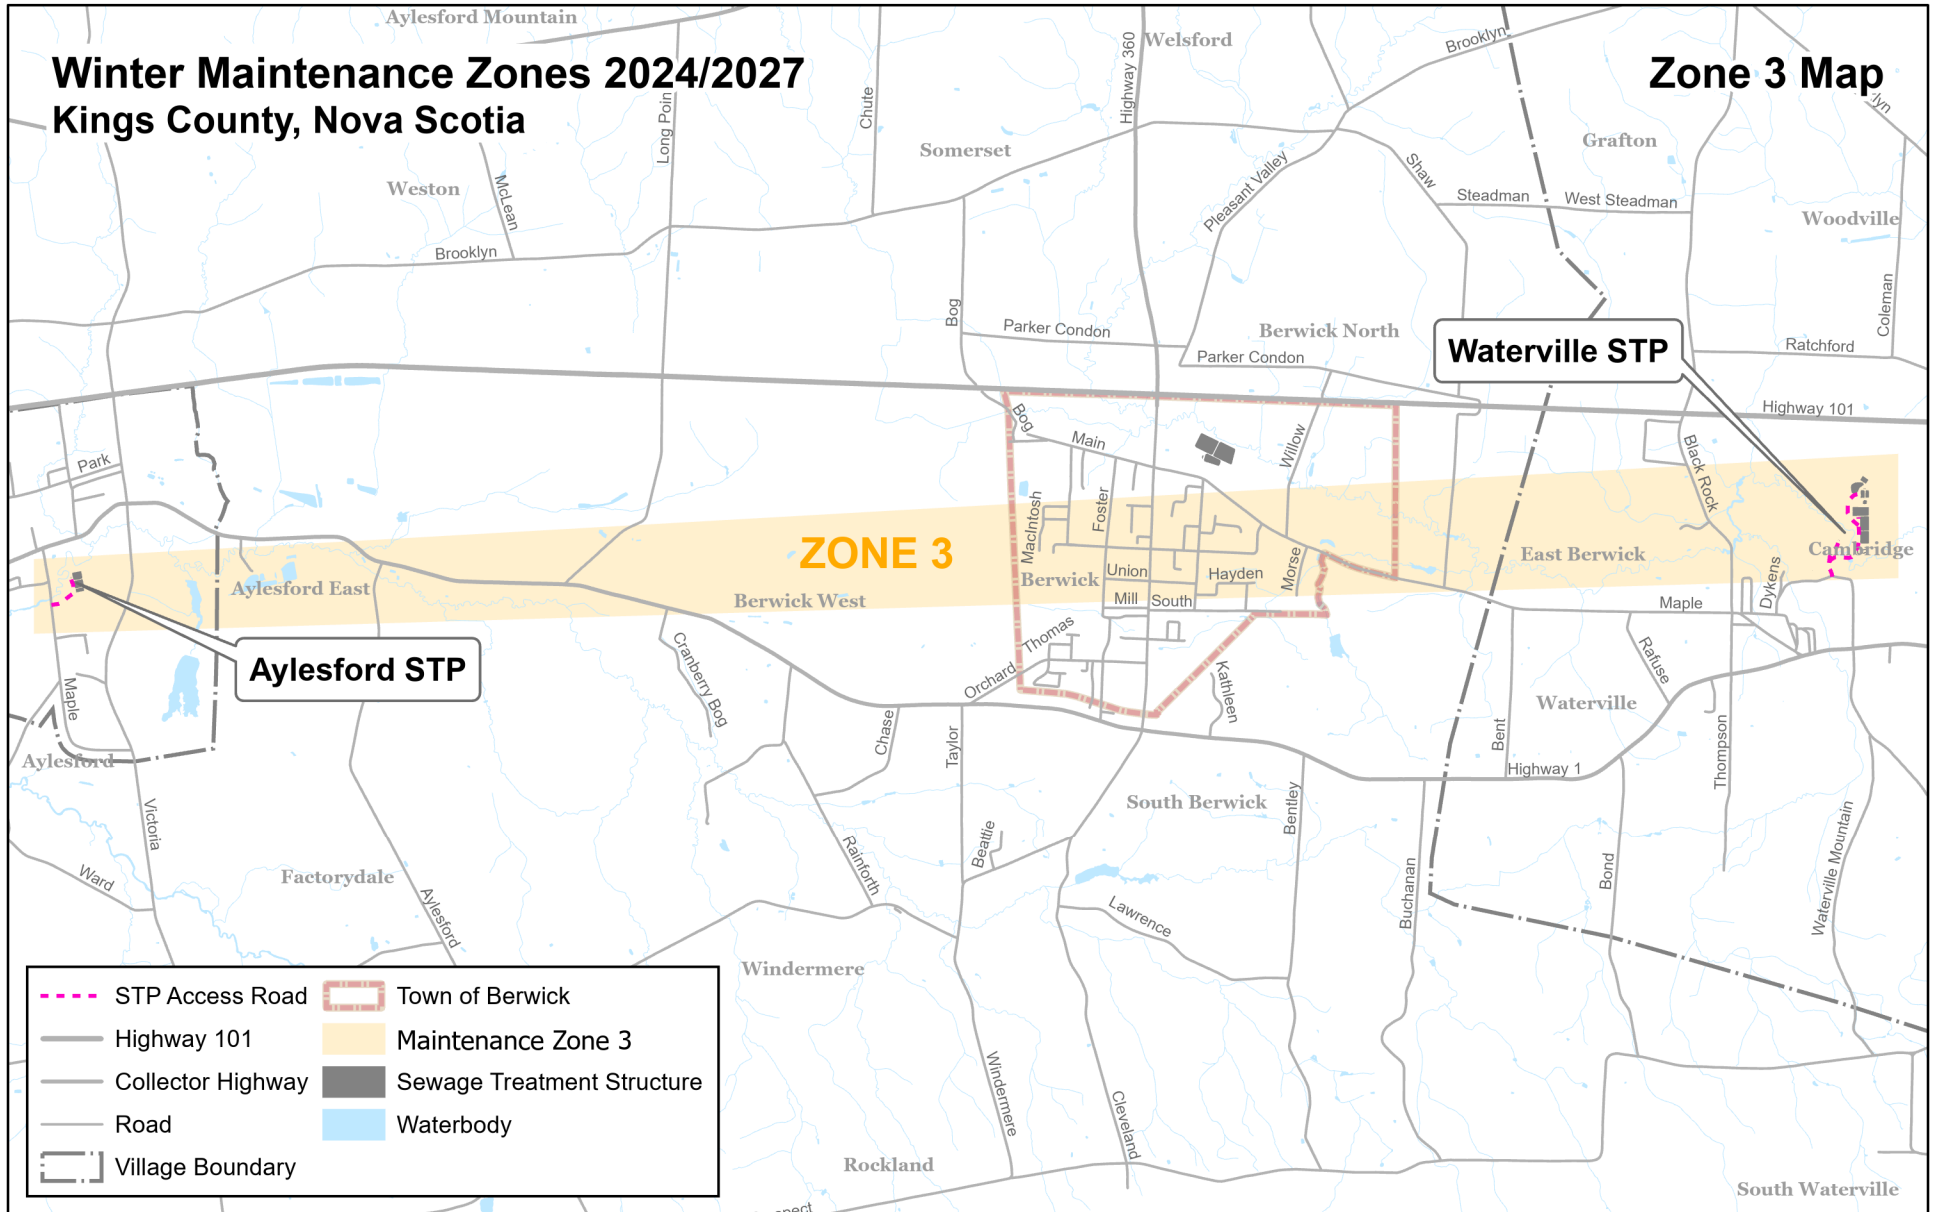 Aylesford Mountain
Welsford
Brooklyn
Winter Maintenance Zones 2024/2027
Kings County, Nova Scotia
Zone 3 Map
Highway 360
Chute
Long Poin
lyn
Somerset
Grafton
Weston
McLean
Shaw
Pleasant Valley
Steadman
West Steadman
Woodville
Brooklyn
Bog
Parker Condon
Berwick North
Parker Condon
Coleman
Ratchford
Waterville STP
Highway 101
Bog
Main
Willow
Black Rock
Park
MacIntosh
Foster
ZONE 3
Cambridge
East Berwick
Aylesford East
Berwick West
Berwick
Union
Hayden
Morse
Dykens
Mill
South
Maple
Thomas
Orchard
Cranberry Bog
Kathleen
Rafuse
Aylesford STP
Maple
Waterville
Chase
Taylor
Bent
Thompson
Aylesford
Highway 1
Victoria
South Berwick
Bentley
Beattie
Rainforth
Waterville Mountain
Ward
Factorydale
Aylesford
Buchanan
Bond
Lawrence
Windermere
STP Access Road
Town of Berwick
Highway 101
Maintenance Zone 3
Collector Highway
Sewage Treatment Structure
Road
Waterbody
Village Boundary
Windermere
Cleveland
Rockland
South Waterville